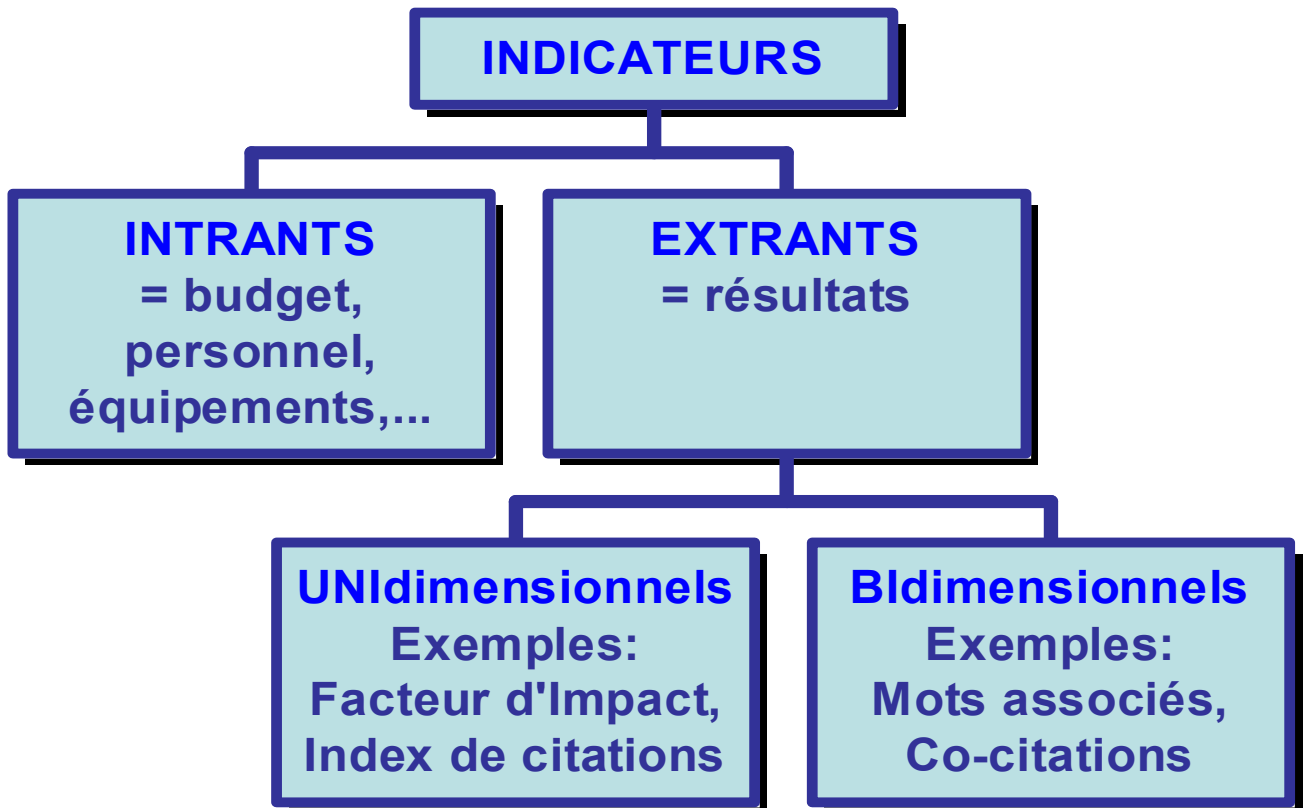 INDICATEURS
INTRANTS
= budget,
personnel,
équipements,...
EXTRANTS
= résultats
UNIdimensionnels
Exemples:
Facteur d'Impact,
Index de citations
BIdimensionnels
Exemples:
Mots associés,
Co-citations